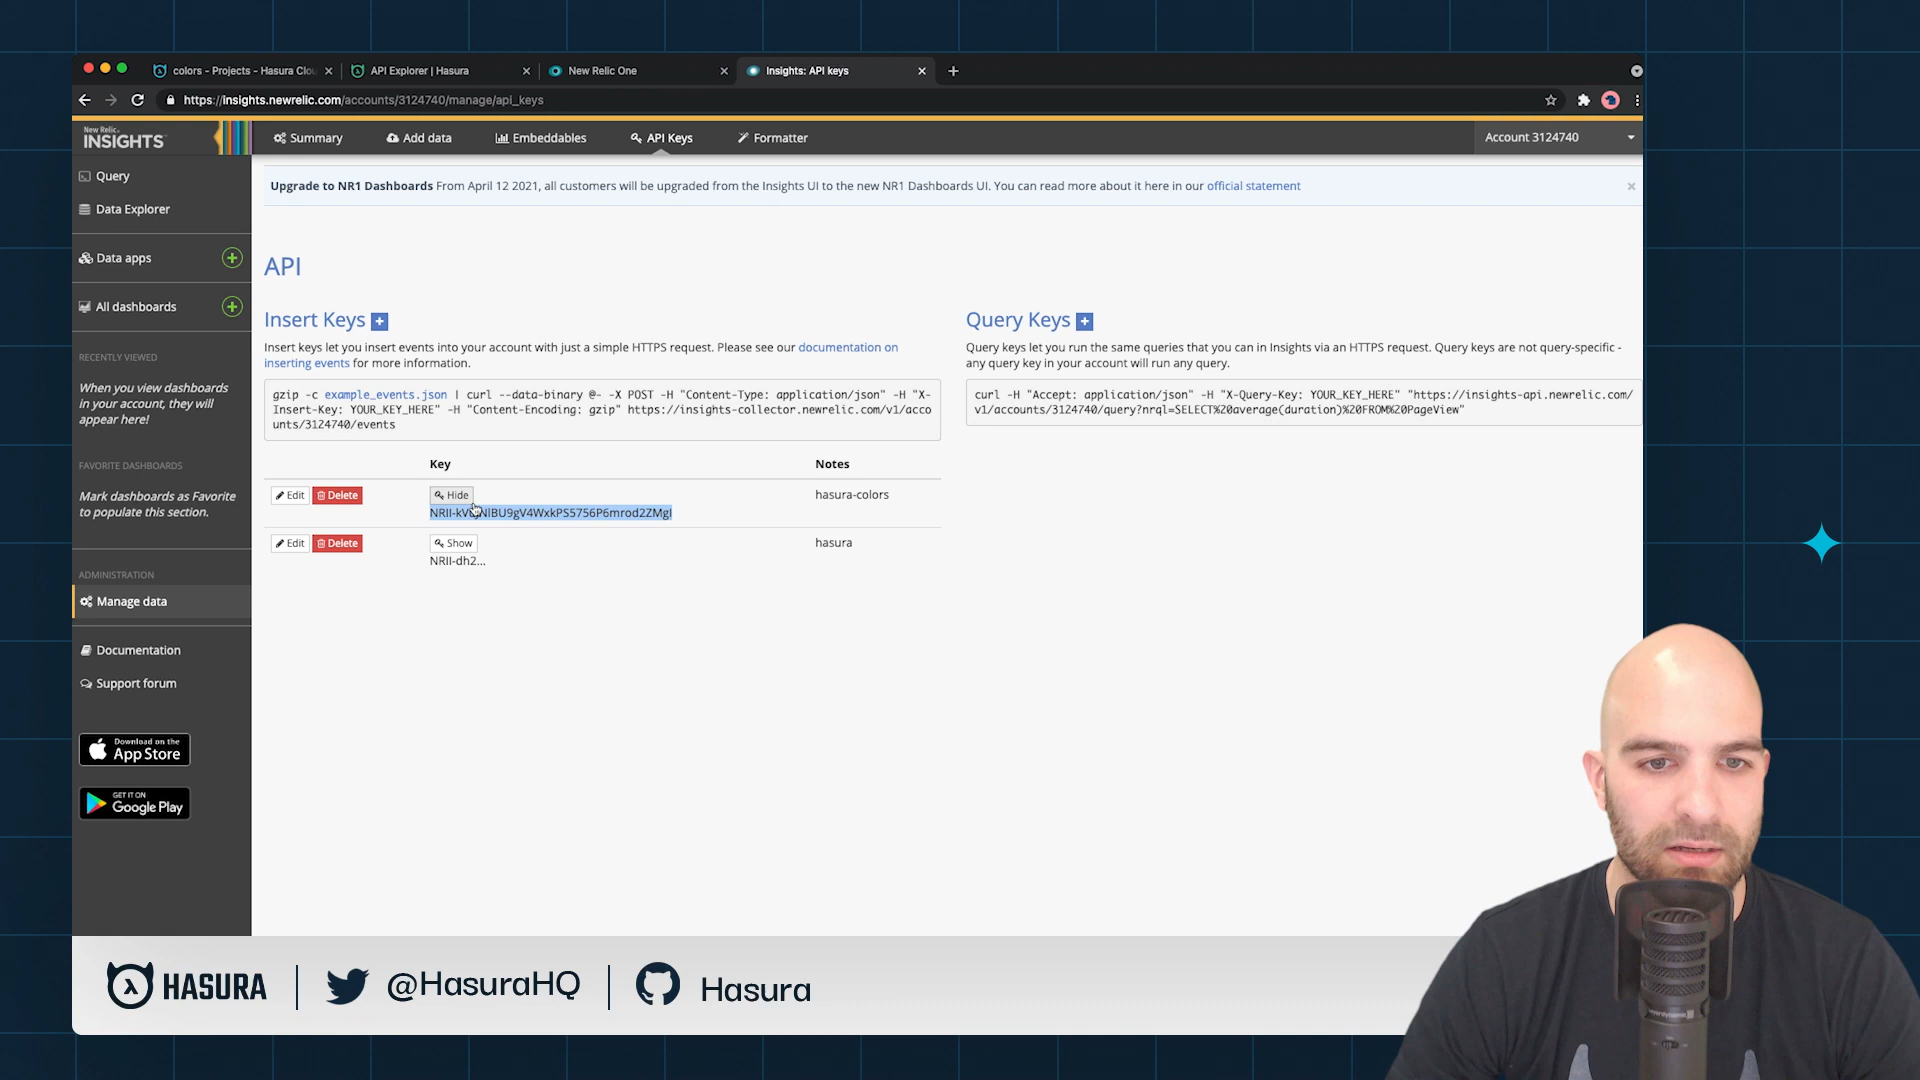 colors - Projects - Hasura Clou
API Explorer | Hasura
New Relic One
Insights: API keys
https://insights.newrelic.com/accounts/3124740/manage/api_keys
New Relic.
INSIGHTS
Summary
Add data
Embeddables
API Keys
Formatter
Account 3124740
Query
Data Explorer
Data apps
All dashboards
RECENTLY VIEWED
When you view dashboards
in your account, they will
appear here!
FAVORITE DASHBOARDS
Mark dashboards as Favorite
to populate this section.
ADMINISTRATION
Manage data
Documentation
Support forum
Download on the
App Store
GET IT ON
Google Play
Upgrade to NR1 Dashboards From April 12 2021, all customers will be upgraded from the Insights UI to the new NR1 Dashboards UI. You can read more about it here in our official statement
API
Insert Keys
Insert keys let you insert events into your account with just a simple HTTPS request. Please see our documentation on
inserting events for more information.
gzip -c example_events.json | curl --data-binary @- -X POST -H "Content-Type: application/json" -H "X-
Insert-Key: YOUR_KEY_HERE" -H "Content-Encoding: gzip" https://insights-collector.newrelic.com/v1/acco
unts/3124740/events
Key
Notes
Edit
Delete
Hide
hasura-colors
Edit
Delete
Show
hasura
NRII-dh2...
Query Keys
Query keys let you run the same queries that you can in Insights via an HTTPS request. Query keys are not query-specific -
any query key in your account will run any query.
curl -H "Accept: application/json" -H "X-Query-Key: YOUR_KEY_HERE" "https://insights-api.newrelic.com/
v1/accounts/3124740/query?nrql=SELECT%20average(duration)%20FROM%20PageView"
HASURA
@HasuraHQ
Hasura